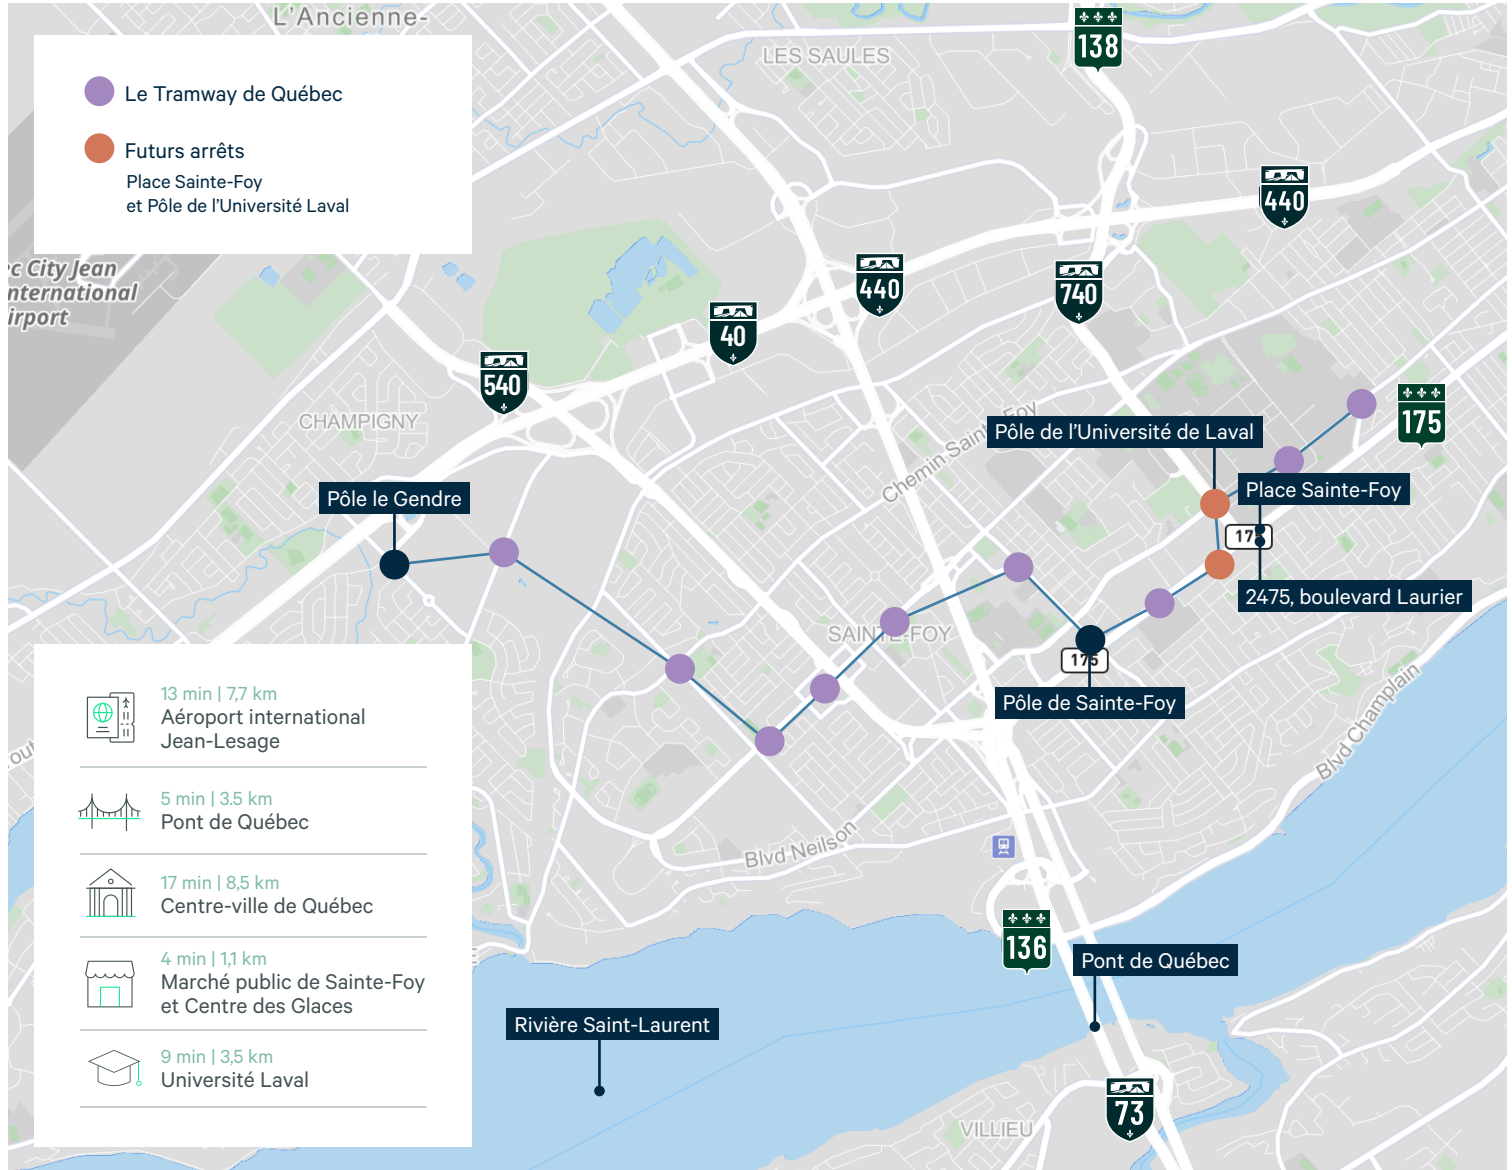 L'Ancienne-
LES SAULES
138
Le Tramway de Québec
Futurs arrêts
Place Sainte-Foy
et Pôle de l'Université Laval
440
ec City Jean
nternational
irport
440
740
40
540
CHAMPIGNY
175
Chemin Sainte-Foy
Pôle de l'Université de Laval
Place Sainte-Foy
Pôle le Gendre
175
2475, boulevard Laurier
SAINTE-FOY
175
Pôle de Sainte-Foy
Blvd Champlain
13 min | 7,7 km
Aéroport international
Jean-Lesage
5 min | 3.5 km
Pont de Québec
Blvd Neilson
17 min | 8,5 km
Centre-ville de Québec
136
Pont de Québec
4 min | 1,1 km
Marché public de Sainte-Foy
et Centre des Glaces
Rivière Saint-Laurent
9 min | 3,5 km
Université Laval
73
VILLIEU